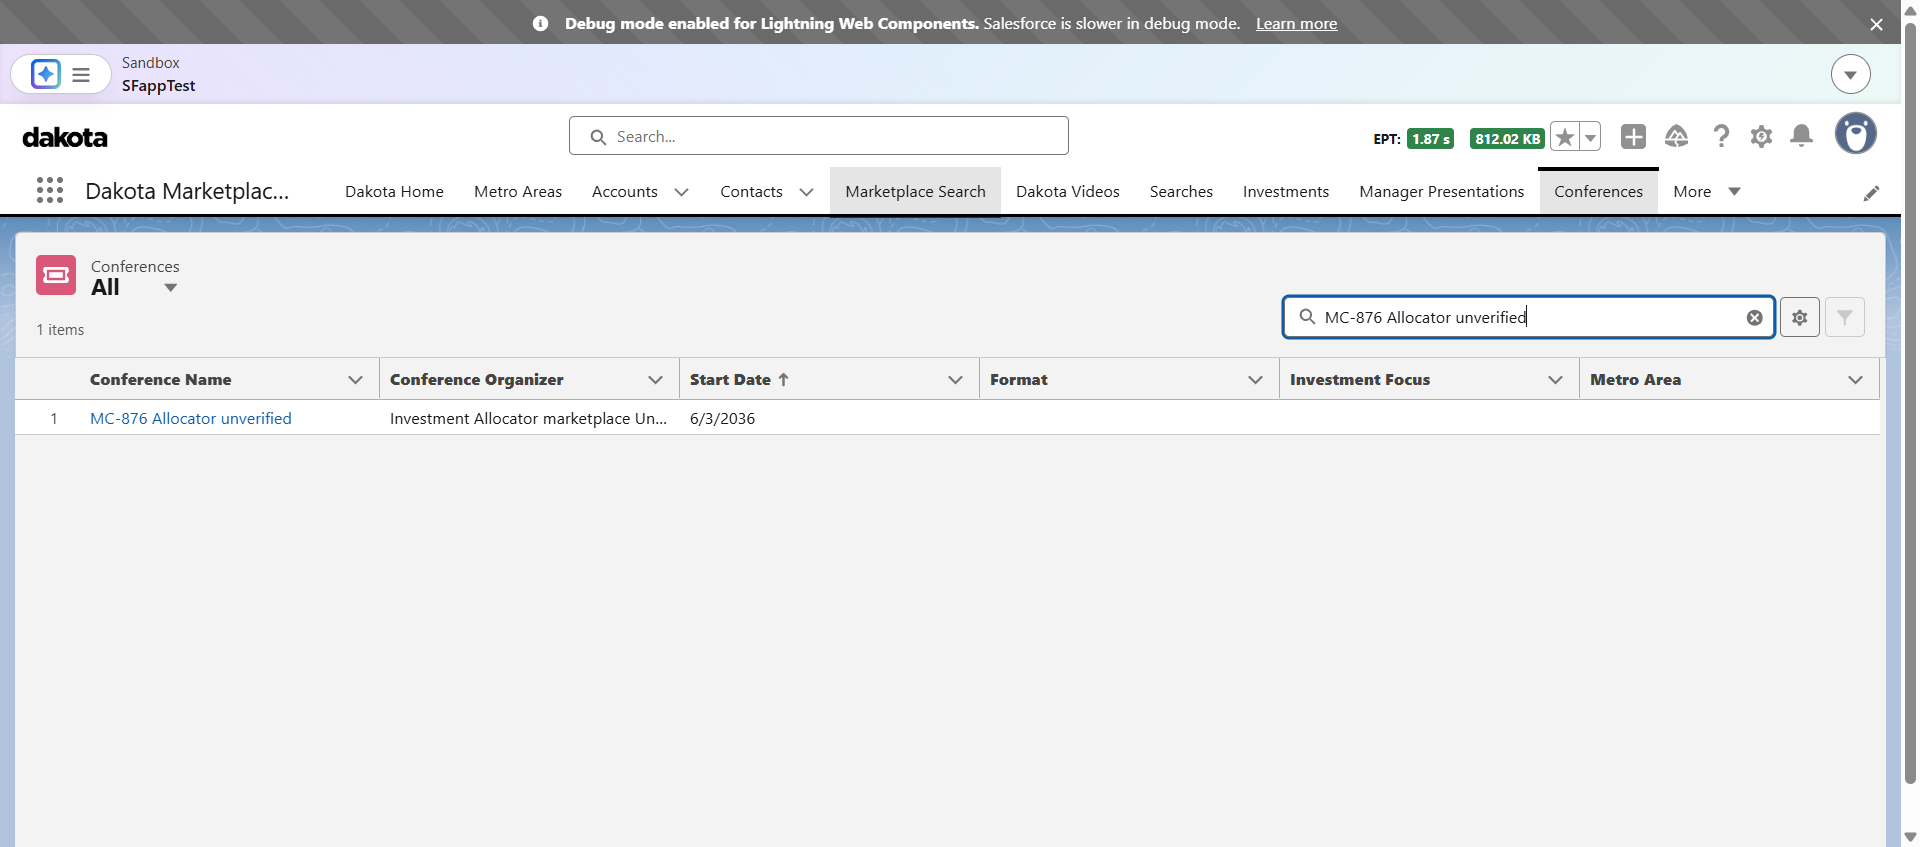 Debug mode enabled for Lightning Web Components. Salesforce is slower in debug mode. Learn more
Sandbox
SFappTest
dakota
Search...
EPT: 1.87 s 812.02 KB
Dakota Marketplac...
Dakota Home
Metro Areas
Accounts
Contacts
Marketplace Search
Dakota Videos
Searches
Investments
Manager Presentations
Conferences
More
Conferences
All
1 items
MC-876 Allocator unverified
Conference Name
Conference Organizer
Start Date
Format
Investment Focus
Metro Area
1 MC-876 Allocator unverified Investment Allocator marketplace Un... 6/3/2036